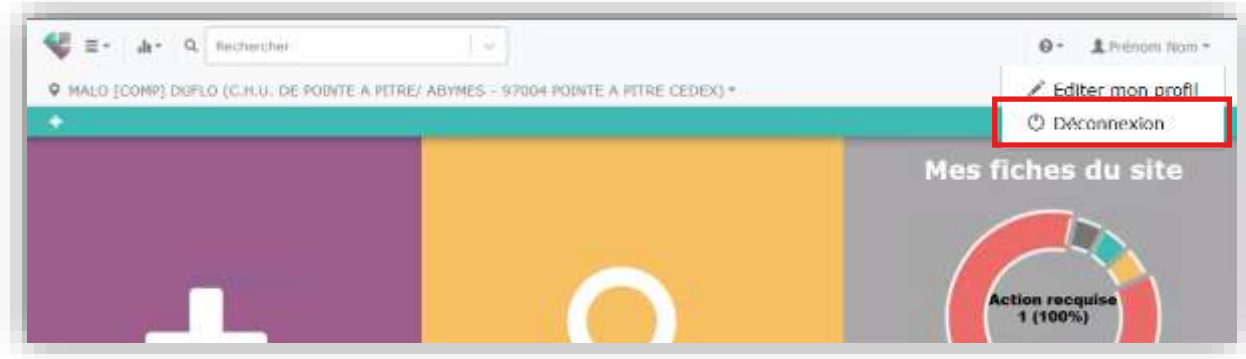 Rechercher
Prénom Nom
MALO [COMP] DUFLO (C.H.U. DE POINTE A PITRE/ ABYMES - 97004 POINTE A PITRE CEDEX)
Editer mon profil
Déconnexion
Mes fiches du site
Action recquise
1 (100%)